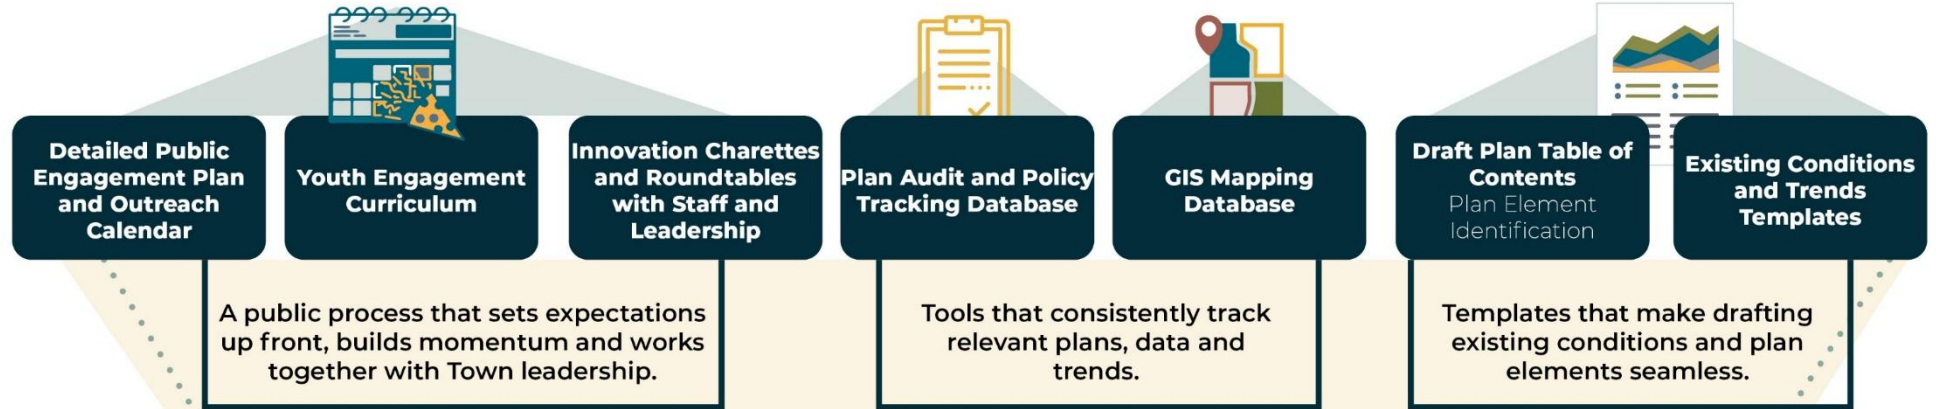 Detailed Public
Engagement Plan
and Outreach
Calendar
Youth Engagement
Curriculum
Innovation Charettes
and Roundtables
with Staff and
Leadership
Plan Audit and Policy
Tracking Database
GIS Mapping
Database
Draft Plan Table of
Contents
Plan Element
Identification
Existing Conditions
and Trends
Templates
A public process that sets expectations
up front, builds momentum and works
together with Town leadership.
Tools that consistently track
relevant plans, data and
trends.
Templates that make drafting
existing conditions and plan
elements seamless.